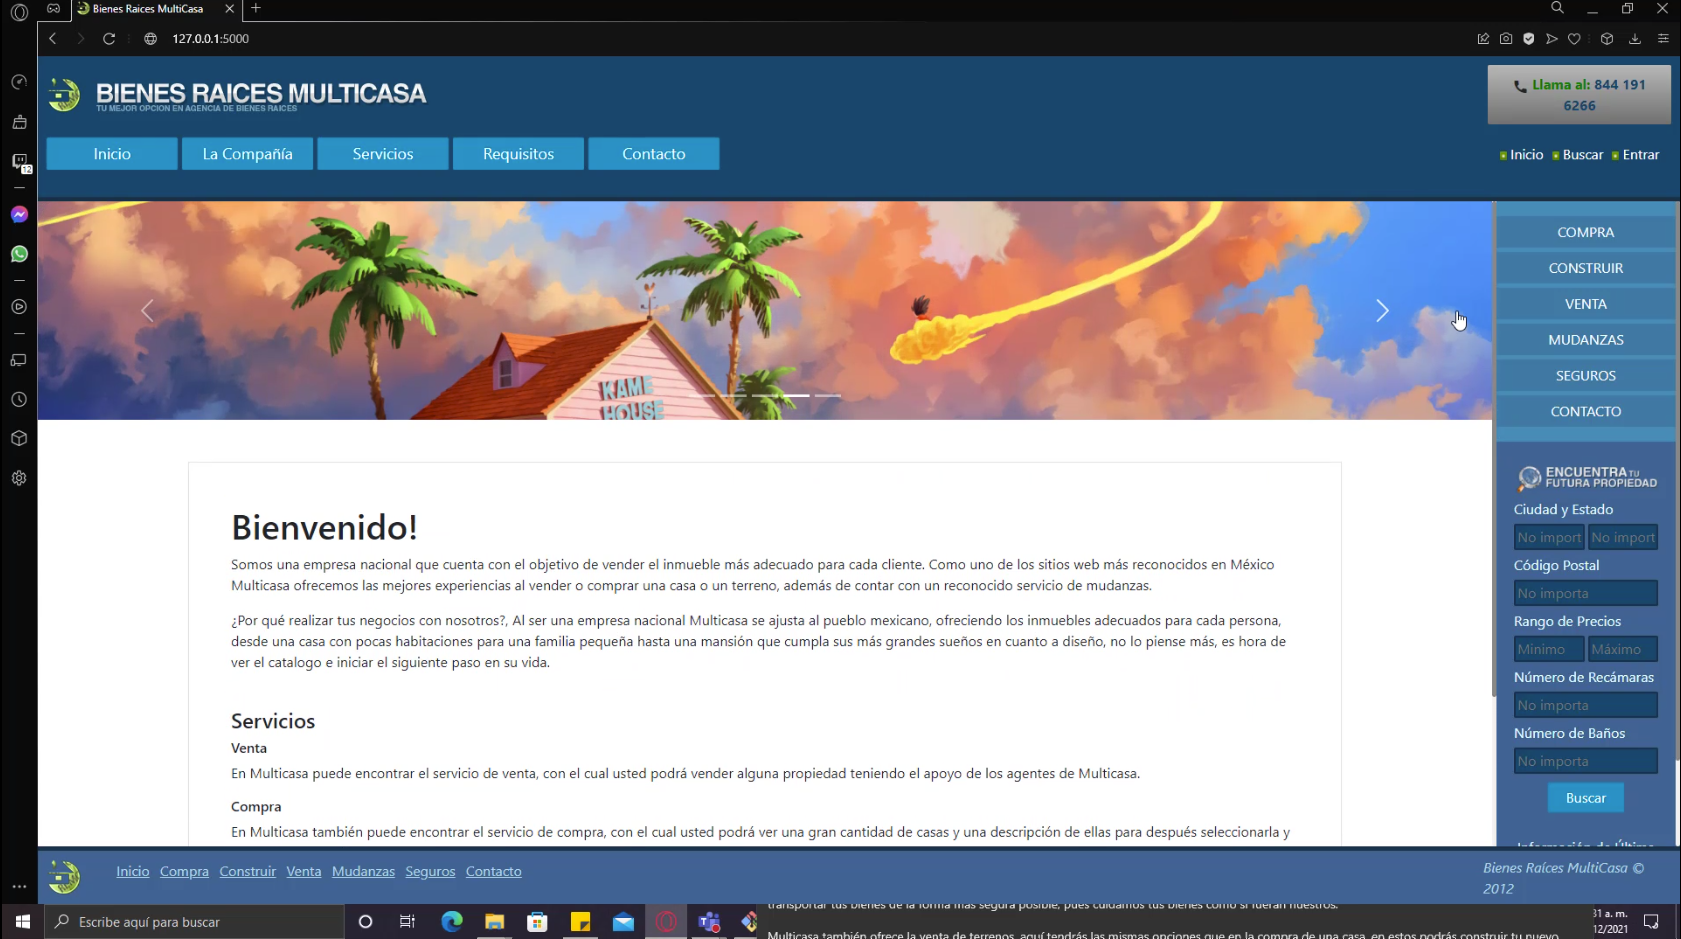 Bienes Raices MultiCasa
127.0.0.1:5000
BIENES RAICES MULTICASA
TU MEJOR OPCION EN AGENCIA DE BIENES RAICES
Llama al: 844 191
6266
Inicio La Compañía Servicios Requisitos Contacto
Inicio Buscar Entrar
12
KAME
HOUSE
COMPRA
CONSTRUIR
VENTA
MUDANZAS
SEGUROS
CONTACTO
ENCUENTRA TU
FUTURA PROPIEDAD
Ciudad y Estado
No import No import
Código Postal
No importa
Rango de Precios
Minimo Máximo
Número de Recámaras
No importa
Número de Baños
No importa
Buscar
Información de Último
Bienvenido!
Somos una empresa nacional que cuenta con el objetivo de vender el inmueble más adecuado para cada cliente. Como uno de los sitios web más reconocidos en México
Multicasa ofrecemos las mejores experiencias al vender o comprar una casa o un terreno, además de contar con un reconocido servicio de mudanzas.
¿Por qué realizar tus negocios con nosotros?, Al ser una empresa nacional Multicasa se ajusta al pueblo mexicano, ofreciendo los inmuebles adecuados para cada persona,
desde una casa con pocas habitaciones para una familia pequeña hasta una mansión que cumpla sus más grandes sueños en cuanto a diseño, no lo piense más, es hora de
ver el catalogo e iniciar el siguiente paso en su vida.
Servicios
Venta
En Multicasa puede encontrar el servicio de venta, con el cual usted podrá vender alguna propiedad teniendo el apoyo de los agentes de Multicasa.
Compra
En Multicasa también puede encontrar el servicio de compra, con el cual usted podrá ver una gran cantidad de casas y una descripción de ellas para después seleccionarla y
Inicio Compra Construir Venta Mudanzas Seguros Contacto
Bienes Raíces MultiCasa ©
2012
Escribe aquí para buscar
transportar tus bienes de la forma más segura posible, pues cuidamos tus bienes como si fueran nuestros.
Multicasa también ofrece la venta de terrenos, aquí tendrás las mismas opciones que en la compra de una casa, en estos podrás construir tu nuevo
31 a. m.
12/2021